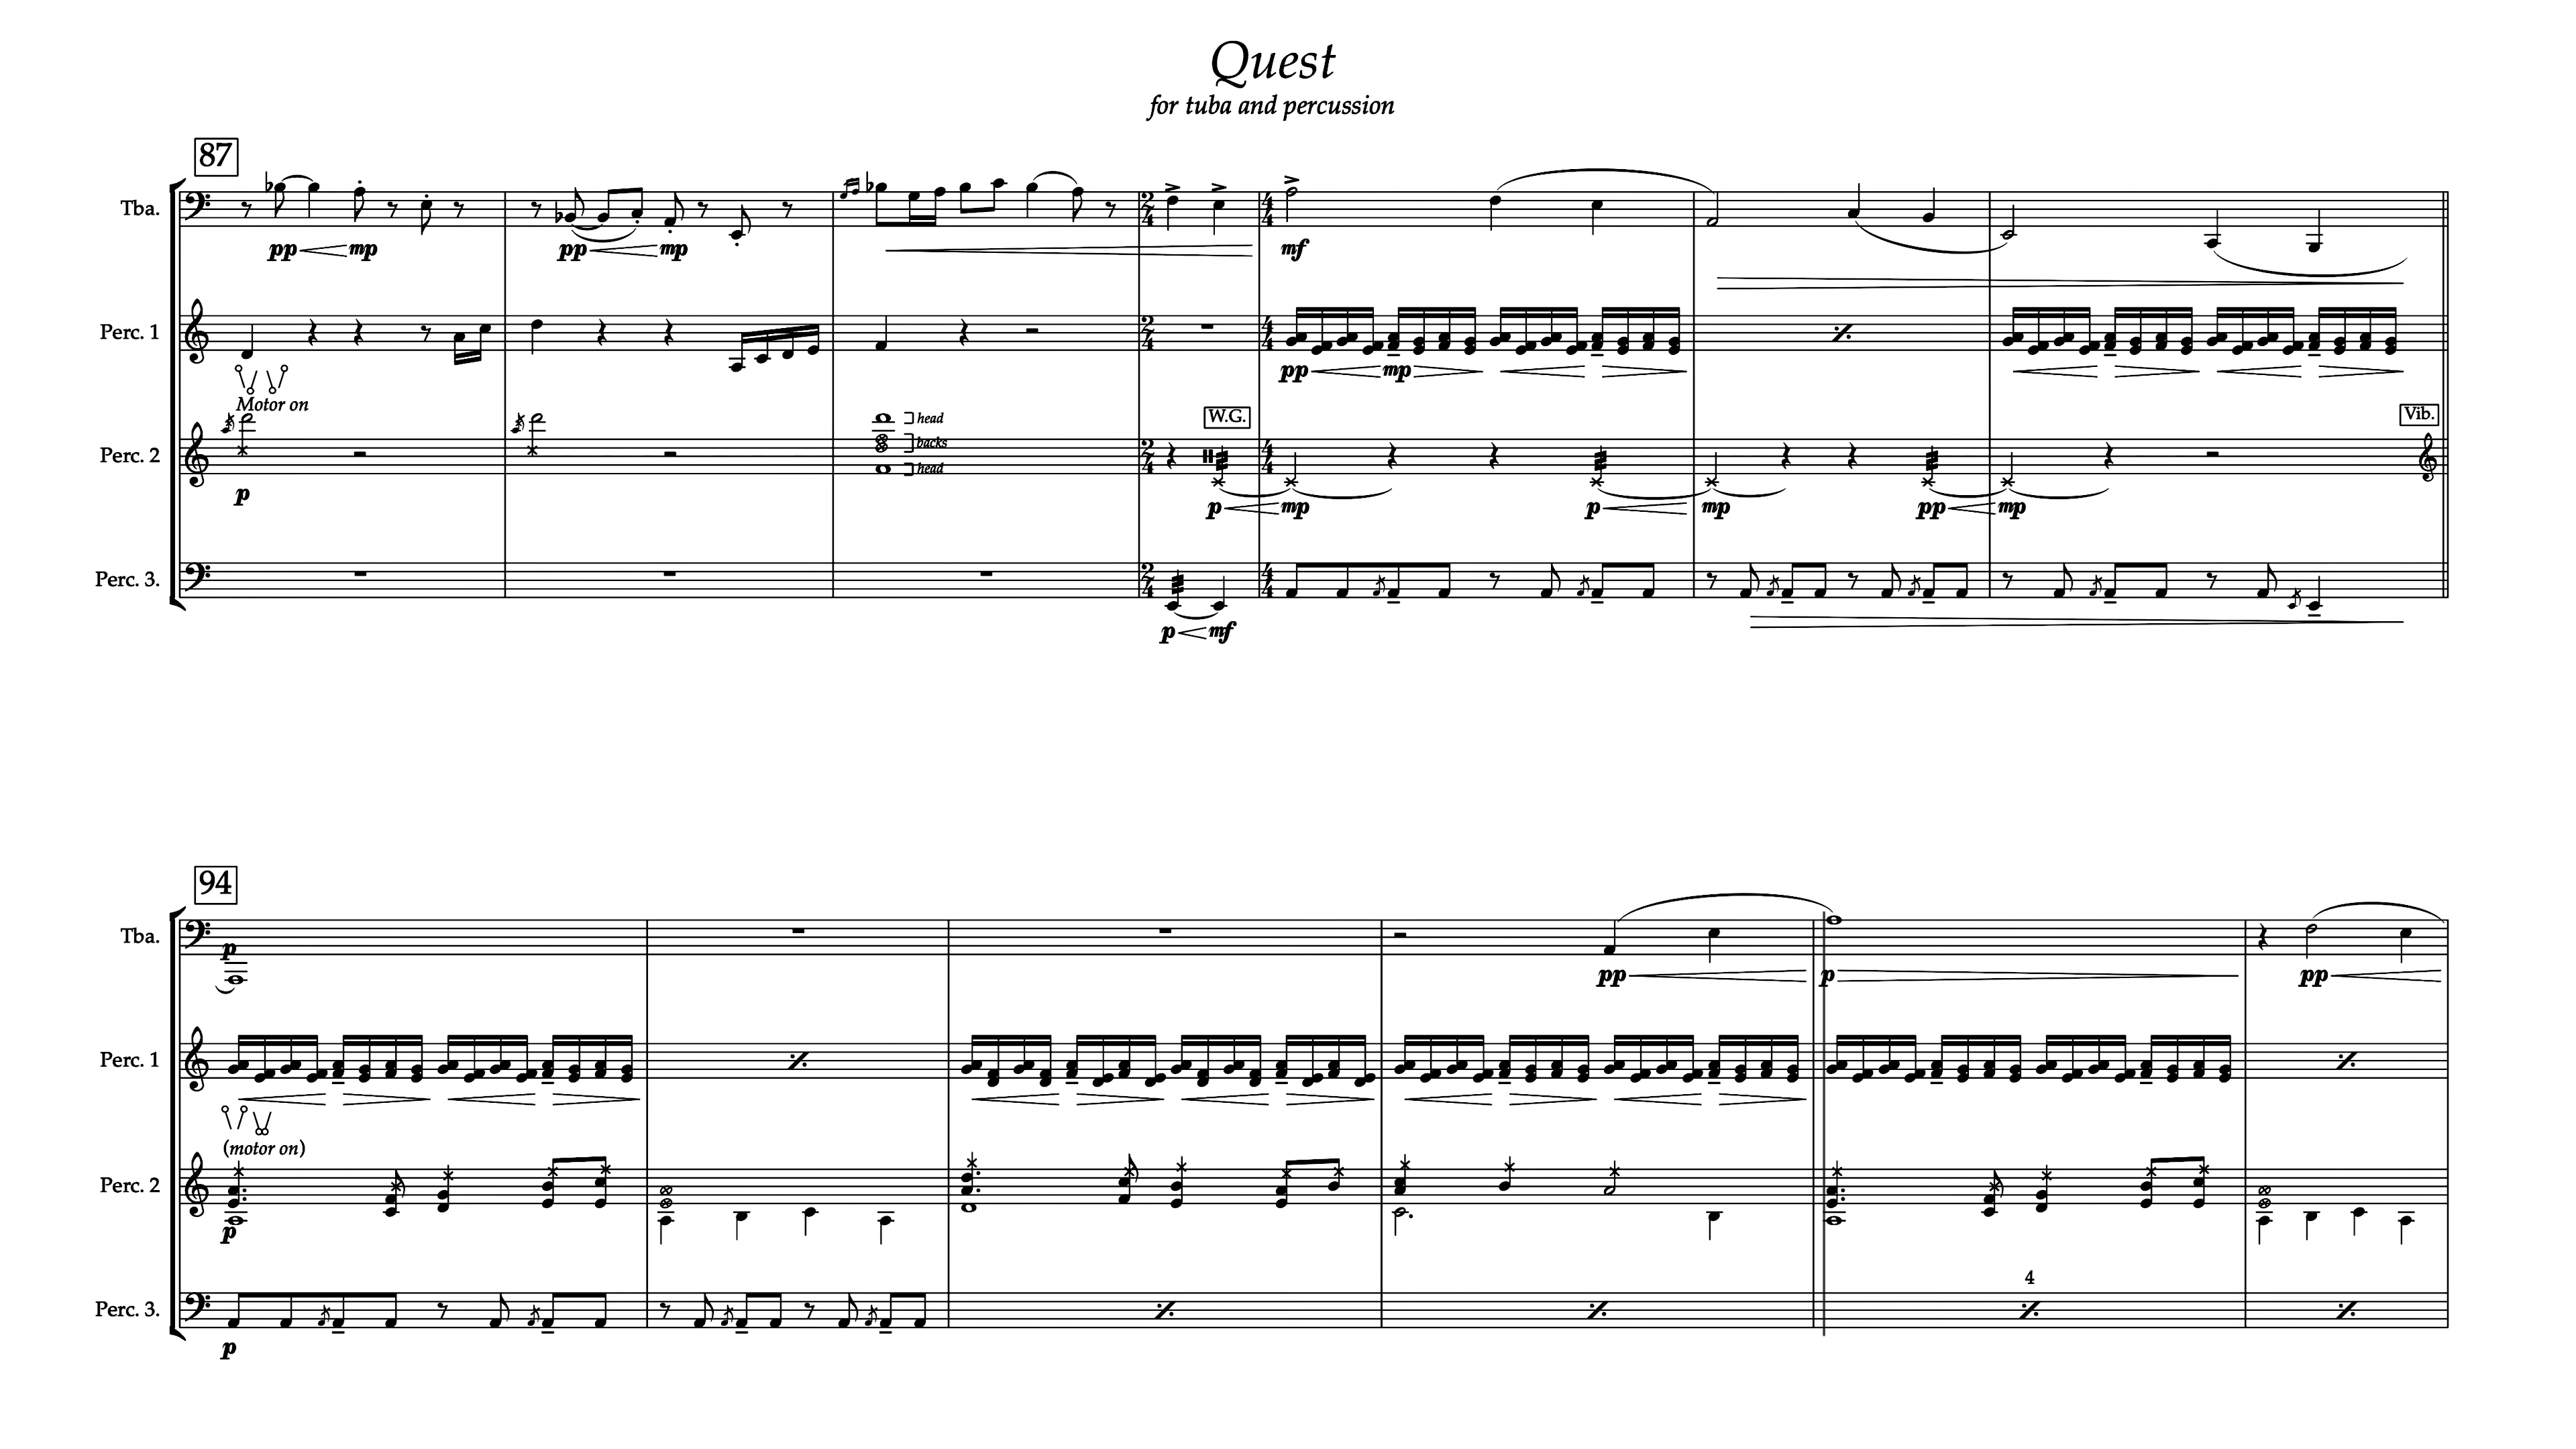 Quest
for tuba and percussion
87
Tba.
pp mp pp mp mf
Perc. 1
pp mp
Motor on
head
W.G.
Vib.
Perc. 2
backs
head
p p mp p mp pp mp
Perc. 3.
p mf
94
Tba.
p
pp p pp
Perc. 1
(motor on)
Perc. 2
p
4
Perc. 3.
p